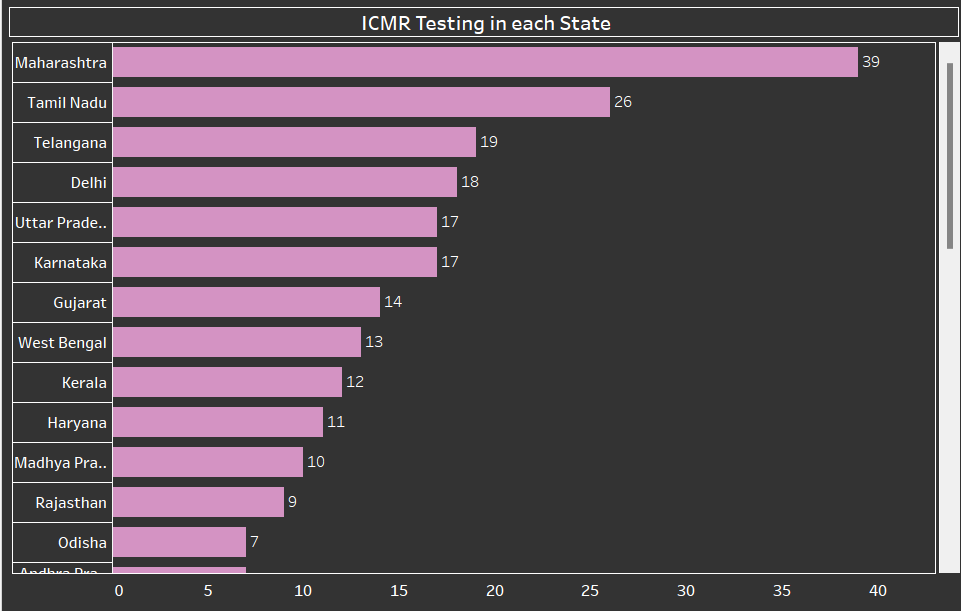 ICMR Testing in each State
Maharashtra 39
Tamil Nadu 26
Telangana 19
Delhi 18
Uttar Prade.. 17
Karnataka 17
Gujarat 14
West Bengal 13
Kerala 12
Haryana 11
Madhya Pra.. 10
Rajasthan 9
Odisha 7
Andhra Pra..
0 5 10 15 20 25 30 35 40